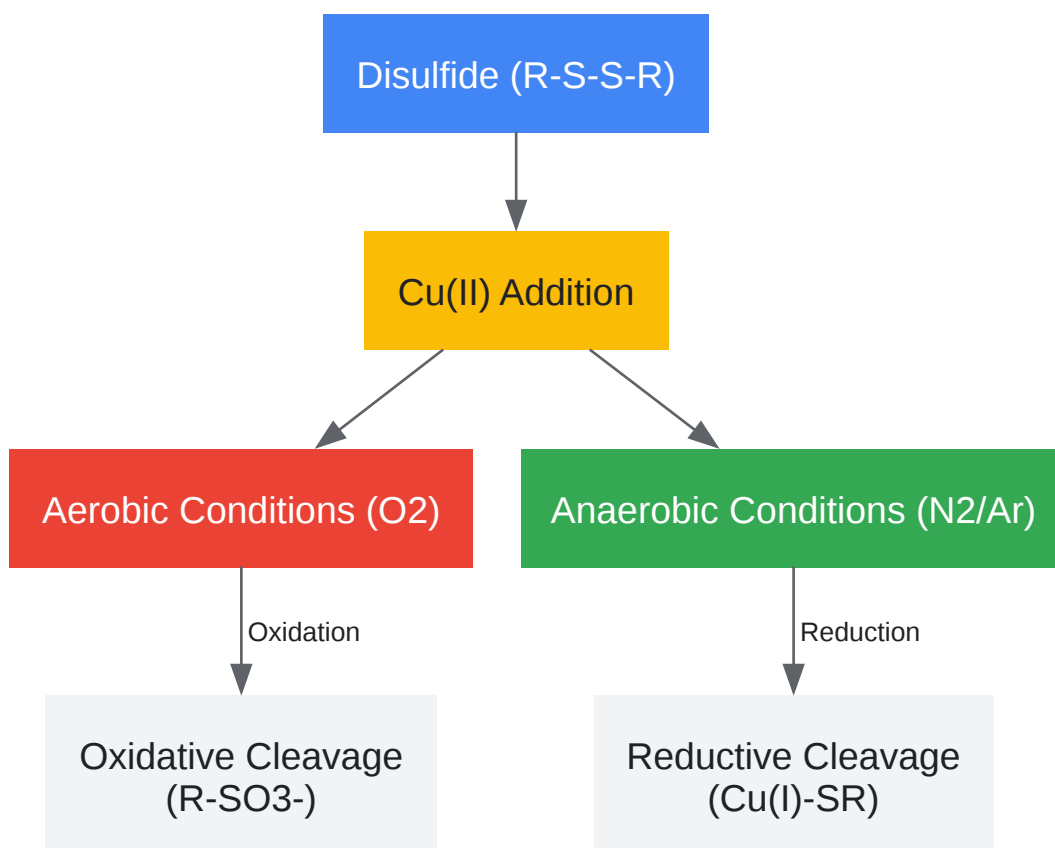 Disulfide (R-S-S-R)
Cu(II) Addition
Aerobic Conditions (O2)
Anaerobic Conditions (N2/Ar)
Oxidation
Reduction
Oxidative Cleavage
(R-SO3-)
Reductive Cleavage
(Cu(I)-SR)